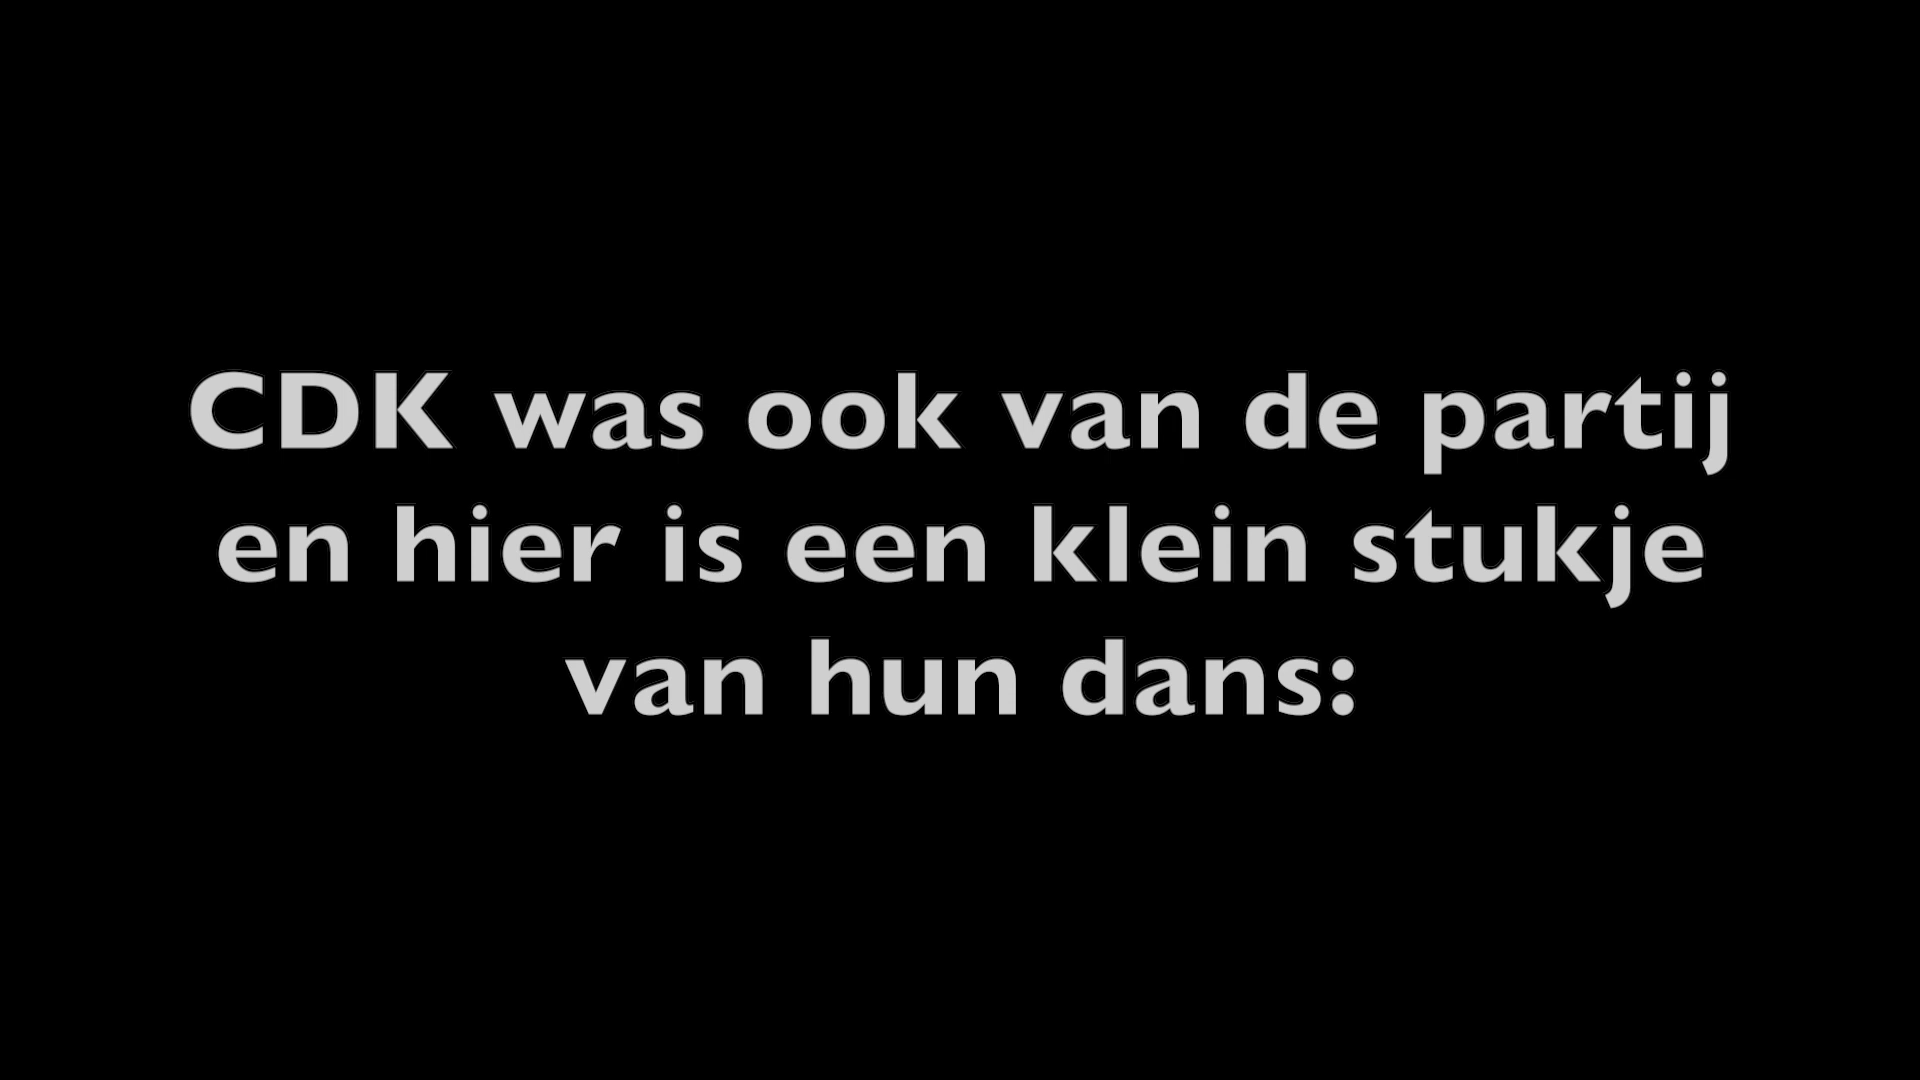 CDK was ook van de partij
en hier is een klein stukje
van hun dans: